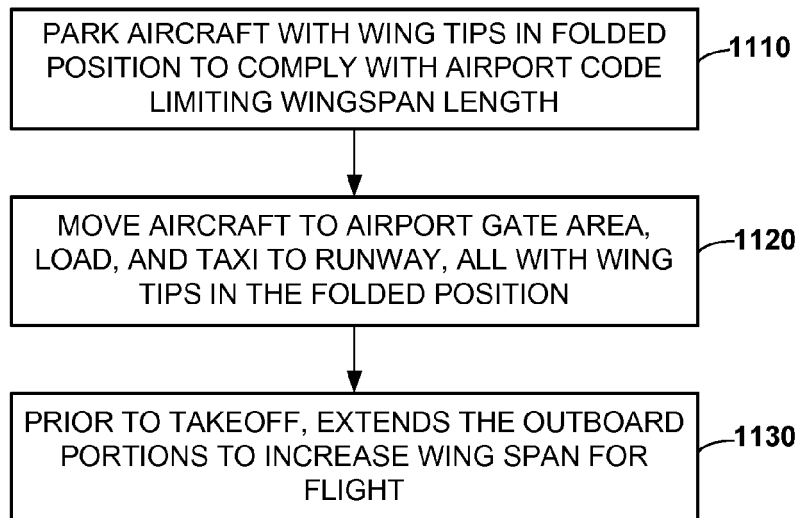 PARK AIRCRAFT WITH WING TIPS IN FOLDED
POSITION TO COMPLY WITH AIRPORT CODE
LIMITING WINGSPAN LENGTH
1110
MOVE AIRCRAFT TO AIRPORT GATE AREA,
LOAD, AND TAXI TO RUNWAY, ALL WITH WING
TIPS IN THE FOLDED POSITION
1120
PRIOR TO TAKEOFF, EXTENDS THE OUTBOARD
PORTIONS TO INCREASE WING SPAN FOR
FLIGHT
1130